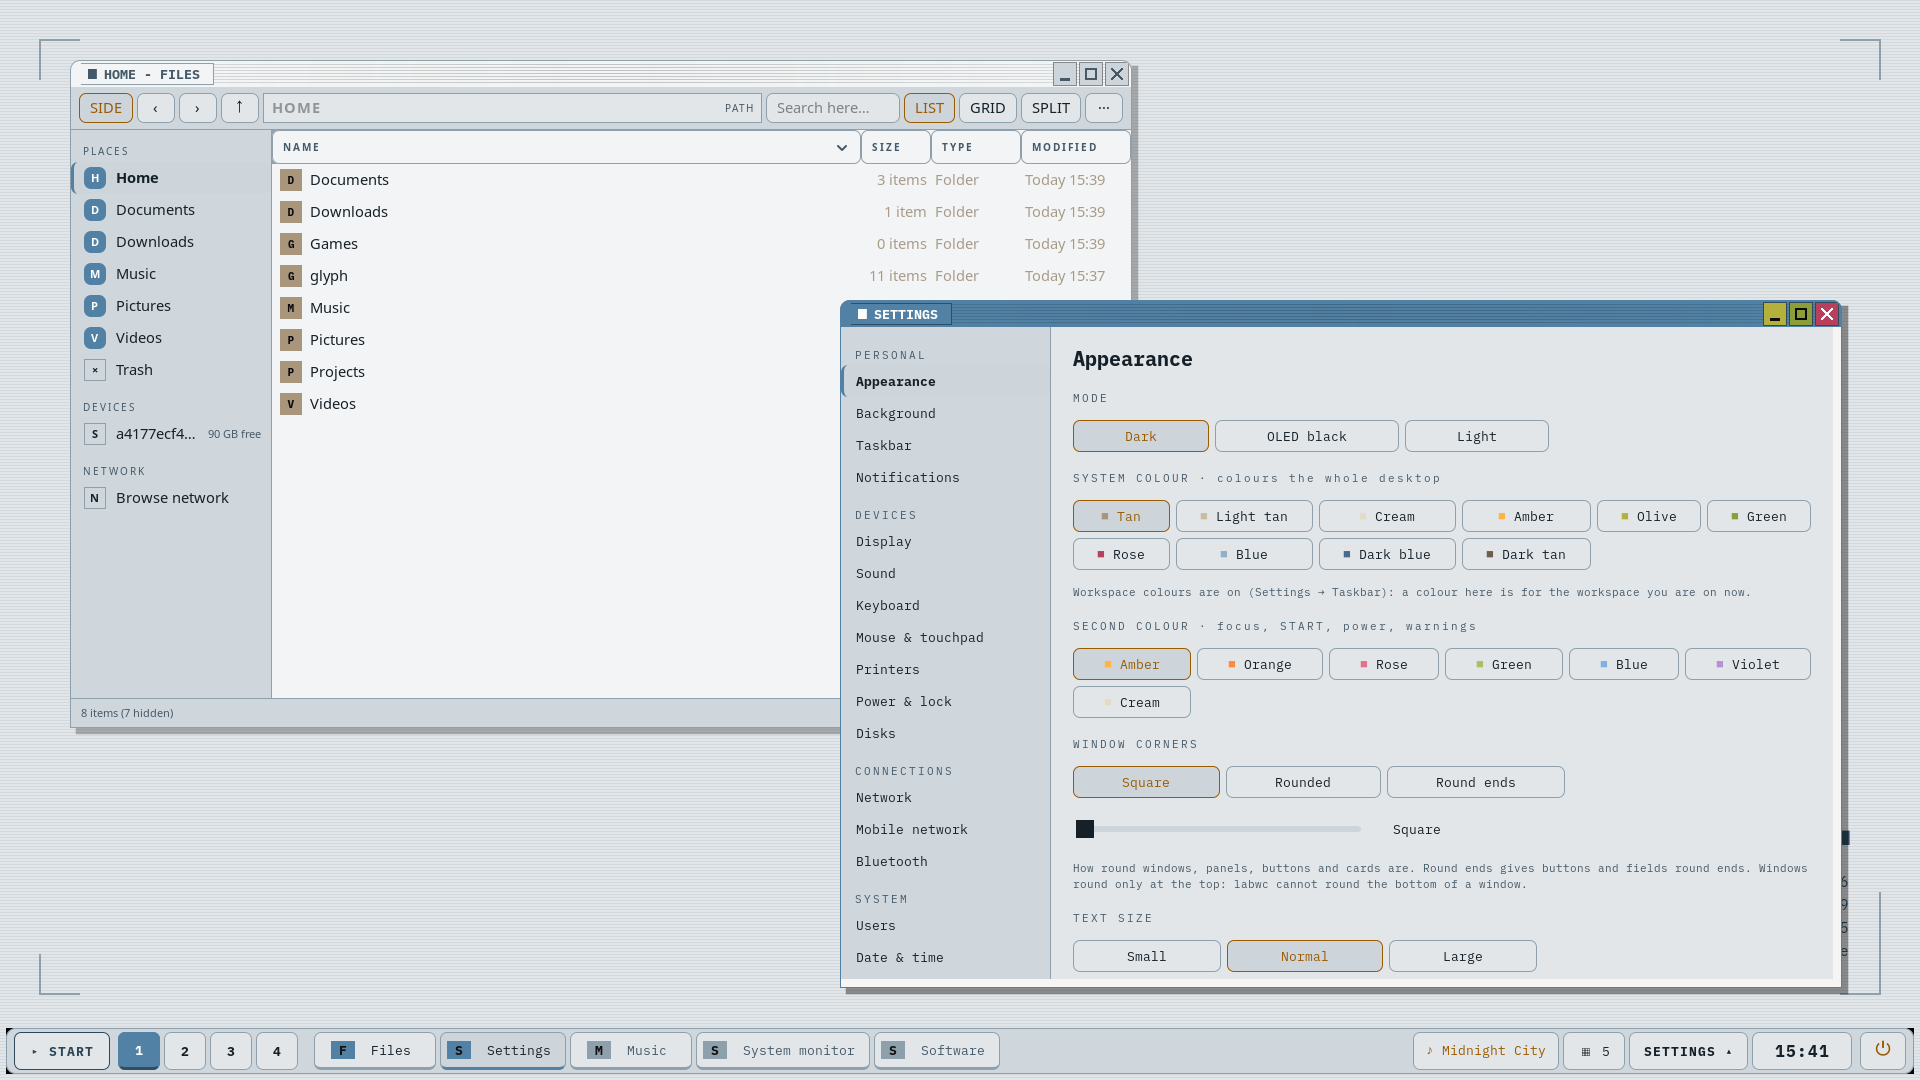 HOME - FILES
SIDE ‹ › ↑ HOME PATH Search here... LIST GRID SPLIT ...
PLACES
H Home
D Documents
D Downloads
M Music
P Pictures
V Videos
× Trash
DEVICES
S a4177ecf4... 90 GB free
NETWORK
N Browse network
NAME SIZE TYPE MODIFIED
D Documents 3 items Folder Today 15:39
D Downloads 1 item Folder Today 15:39
G Games 0 items Folder Today 15:39
G glyph 11 items Folder Today 15:37
M Music
P Pictures
P Projects
V Videos
8 items (7 hidden)
SETTINGS
PERSONAL
Appearance
Background
Taskbar
Notifications
DEVICES
Display
Sound
Keyboard
Mouse & touchpad
Printers
Power & lock
Disks
CONNECTIONS
Network
Mobile network
Bluetooth
SYSTEM
Users
Date & time
Appearance
MODE
Dark OLED black Light
SYSTEM COLOUR · colours the whole desktop
Tan Light tan Cream Amber Olive Green
Rose Blue Dark blue Dark tan
Workspace colours are on (Settings → Taskbar): a colour here is for the workspace you are on now.
SECOND COLOUR · focus, START, power, warnings
Amber Orange Rose Green Blue Violet
Cream
WINDOW CORNERS
Square Rounded Round ends
Square
How round windows, panels, buttons and cards are. Round ends gives buttons and fields round ends. Windows
round only at the top: labwc cannot round the bottom of a window.
TEXT SIZE
Small Normal Large
▸ START 1 2 3 4 F Files S Settings M Music S System monitor S Software ♪ Midnight City ▦ 5 SETTINGS ▴ 15:41